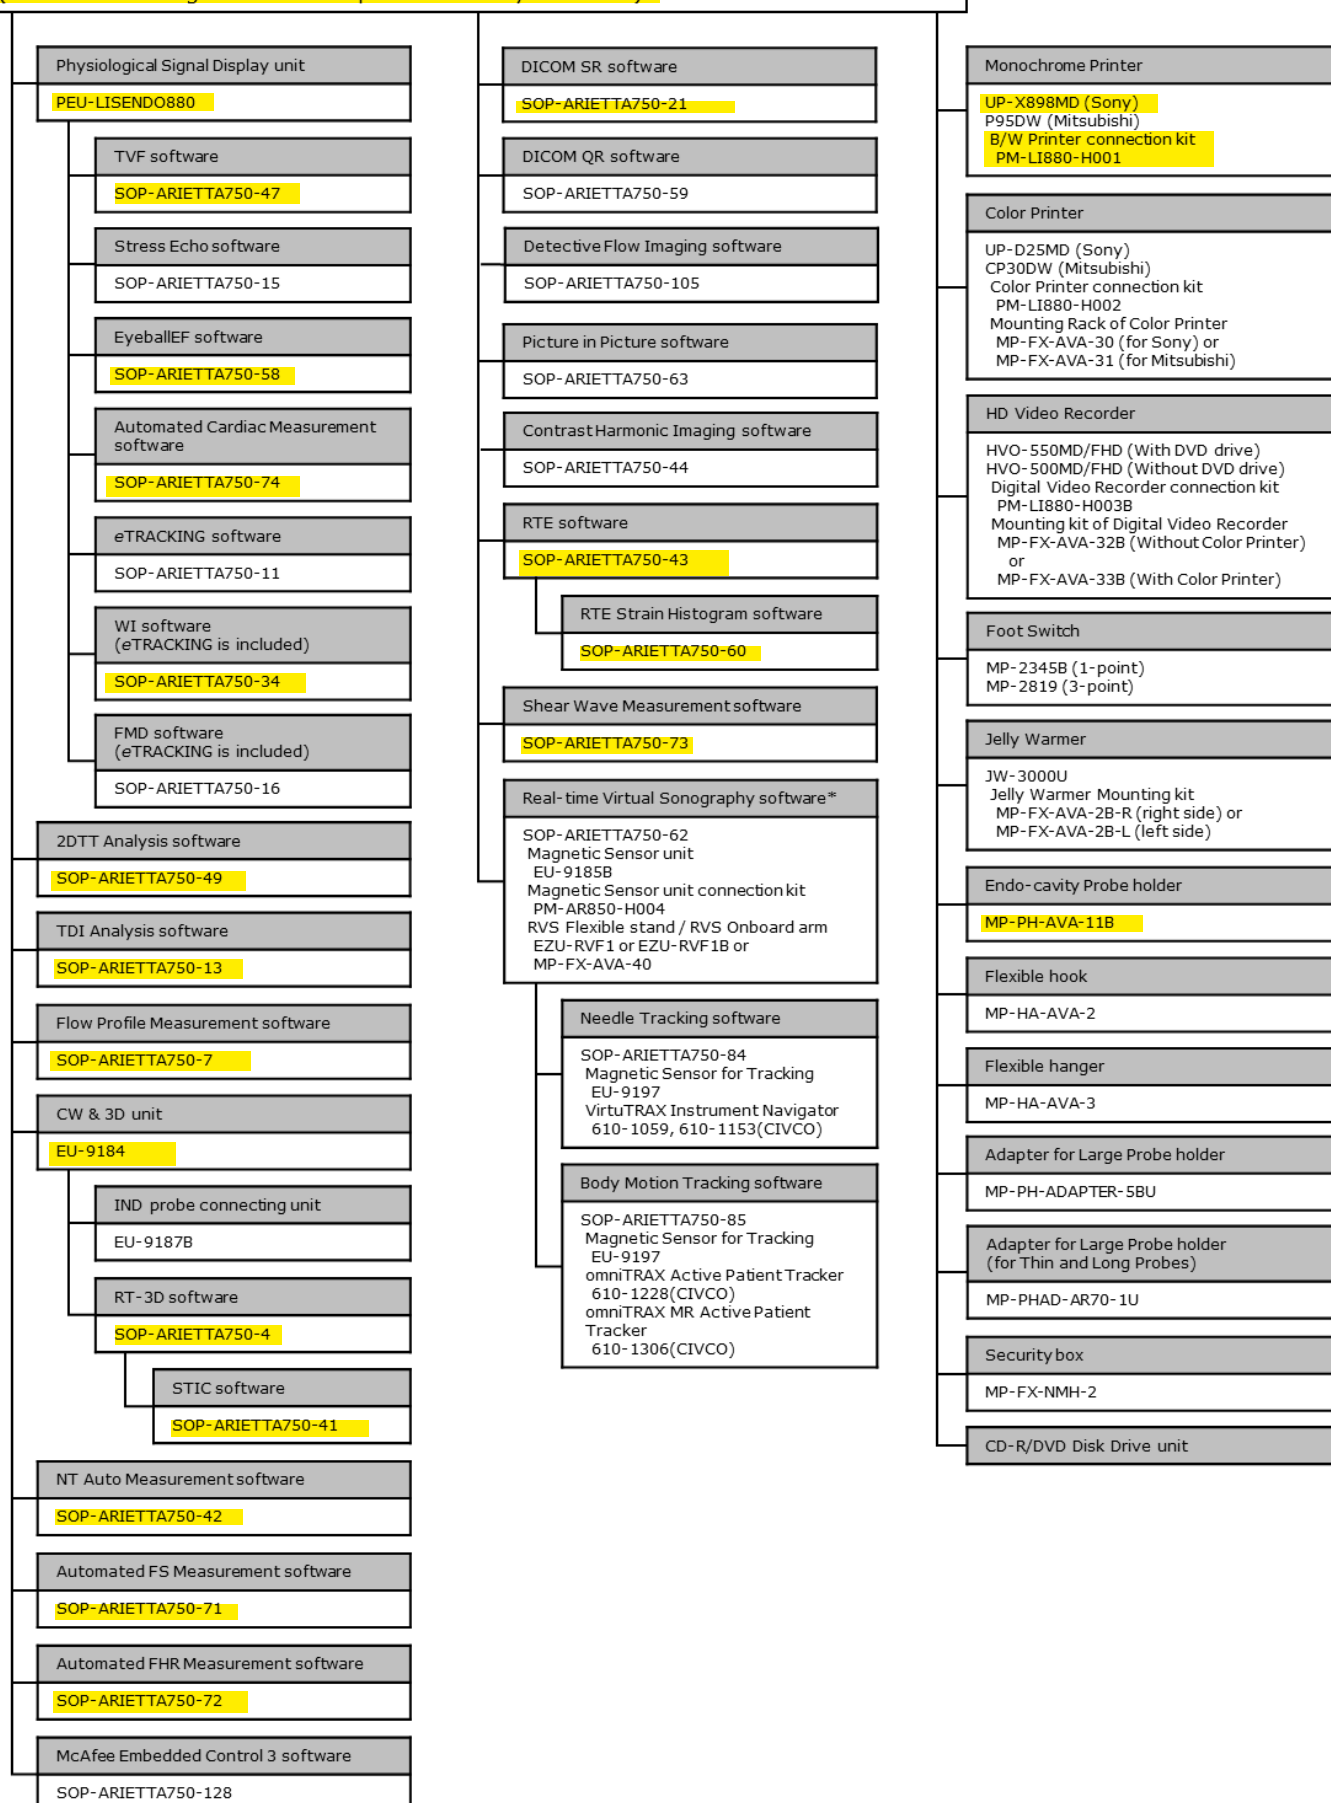 Physiological Signal Display unit
PEU-LISENDO880
TVF software
SOP-ARIETTA750-47
Stress Echo software
SOP-ARIETTA750-15
EyeballEF software
SOP-ARIETTA750-58
Automated Cardiac Measurement
software
SOP-ARIETTA750-74
eTRACKING software
SOP-ARIETTA750-11
WI software
(eTRACKING is included)
SOP-ARIETTA750-34
FMD software
(eTRACKING is included)
SOP-ARIETTA750-16
2DTT Analysis software
SOP-ARIETTA750-49
TDI Analysis software
SOP-ARIETTA750-13
Flow Profile Measurement software
SOP-ARIETTA750-7
CW & 3D unit
EU-9184
IND probe connecting unit
EU-9187B
RT-3D software
SOP-ARIETTA750-4
STIC software
SOP-ARIETTA750-41
NT Auto Measurement software
SOP-ARIETTA750-42
Automated FS Measurement software
SOP-ARIETTA750-71
Automated FHR Measurement software
SOP-ARIETTA750-72
McAfee Embedded Control 3 software
SOP-ARIETTA750-128
DICOM SR software
SOP-ARIETTA750-21
DICOM QR software
SOP-ARIETTA750-59
Detective Flow Imaging software
SOP-ARIETTA750-105
Picture in Picture software
SOP-ARIETTA750-63
Contrast Harmonic Imaging software
SOP-ARIETTA750-44
RTE software
SOP-ARIETTA750-43
RTE Strain Histogram software
SOP-ARIETTA750-60
Shear Wave Measurement software
SOP-ARIETTA750-73
Real-time Virtual Sonography software*
SOP-ARIETTA750-62
Magnetic Sensor unit
EU-9185B
Magnetic Sensor unit connection kit
PM-AR850-H004
RVS Flexible stand / RVS Onboard arm
EZU-RVF1 or EZU-RVF1B or
MP-FX-AVA-40
Needle Tracking software
SOP-ARIETTA750-84
Magnetic Sensor for Tracking
EU-9197
VirtuTRAX Instrument Navigator
610-1059, 610-1153(CIVCO)
Body Motion Tracking software
SOP-ARIETTA750-85
Magnetic Sensor for Tracking
EU-9197
omniTRAX Active Patient Tracker
610-1228(CIVCO)
omniTRAX MR Active Patient
Tracker
610-1306(CIVCO)
Monochrome Printer
UP-X898MD (Sony)
P95DW (Mitsubishi)
B/W Printer connection kit
PM-LI880-H001
Color Printer
UP-D25MD (Sony)
CP30DW (Mitsubishi)
Color Printer connection kit
PM-LI880-H002
Mounting Rack of Color Printer
MP-FX-AVA-30 (for Sony) or
MP-FX-AVA-31 (for Mitsubishi)
HD Video Recorder
HVO-550MD/FHD (With DVD drive)
HVO-500MD/FHD (Without DVD drive)
Digital Video Recorder connection kit
PM-LI880-H003B
Mounting kit of Digital Video Recorder
MP-FX-AVA-32B (Without Color Printer)
or
MP-FX-AVA-33B (With Color Printer)
Foot Switch
MP-2345B (1-point)
MP-2819 (3-point)
Jelly Warmer
JW-3000U
Jelly Warmer Mounting kit
MP-FX-AVA-2B-R (right side) or
MP-FX-AVA-2B-L (left side)
Endo-cavity Probe holder
MP-PH-AVA-11B
Flexible hook
MP-HA-AVA-2
Flexible hanger
MP-HA-AVA-3
Adapter for Large Probe holder
MP-PH-ADAPTER-5BU
Adapter for Large Probe holder
(for Thin and Long Probes)
MP-PHAD-AR70-1U
Security box
MP-FX-NMH-2
CD-R/DVD Disk Drive unit